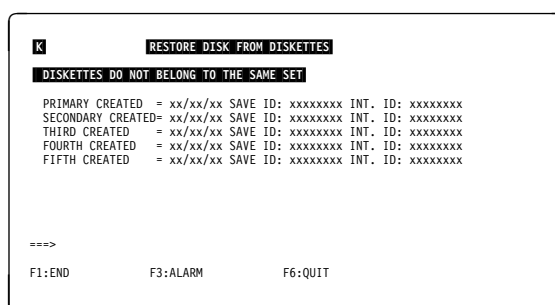 K RESTORE DISK FROM DISKETTES
DISKETTES DO NOT BELONG TO THE SAME SET
PRIMARY CREATED = xx/xx/xx SAVE ID: xxxxxxxx INT. ID: xxxxxxxx
SECONDARY CREATED= xx/xx/xx SAVE ID: xxxxxxxx INT. ID: xxxxxxxx
THIRD CREATED = xx/xx/xx SAVE ID: xxxxxxxx INT. ID: xxxxxxxx
FOURTH CREATED = xx/xx/xx SAVE ID: xxxxxxxx INT. ID: xxxxxxxx
FIFTH CREATED = xx/xx/xx SAVE ID: xxxxxxxx INT. ID: xxxxxxxx
===>
F1:END F3:ALARM F6:QUIT